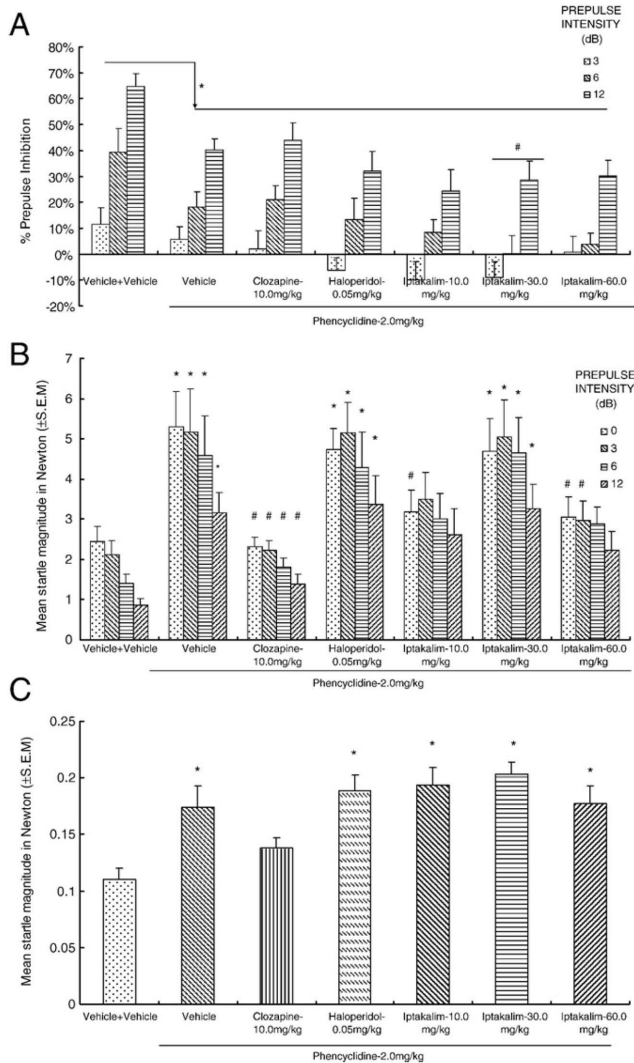 A
PREPULSE
INTENSITY
(dB)
3
6
12
80%
70%
60%
50%
40%
30%
20%
10%
0%
-10%
-20%
% Prepulse Inhibition
*
#
Vehicle+Vehicle
Vehicle
Clozapine-
10.0mg/kg
Haloperidol-
0.05mg/kg
Iptakalim-10.0
mg/kg
Iptakalim-30.0
mg/kg
Iptakalim-60.0
mg/kg
Phencyclidine-2.0mg/kg
B
PREPULSE
INTENSITY
(dB)
0
3
6
12
7
6
5
4
3
2
1
0
Mean startle magnitude in Newton (±S.E.M)
* * * *
# # # #
* * * *
#
* * * *
# #
Vehicle+Vehicle
Vehicle
Clozapine-
10.0mg/kg
Haloperidol-
0.05mg/kg
Iptakalim-10.0
mg/kg
Iptakalim-30.0
mg/kg
Iptakalim-60.0
mg/kg
Phencyclidine-2.0mg/kg
C
0.25
0.2
0.15
0.1
0.05
0
Mean startle magnitude in Newton (±S.E.M)
* * * * *
Vehicle+Vehicle
Vehicle
Clozapine-
10.0mg/kg
Haloperidol-
0.05mg/kg
Iptakalim-10.0
mg/kg
Iptakalim-30.0
mg/kg
Iptakalim-60.0
mg/kg
Phencyclidine-2.0mg/kg